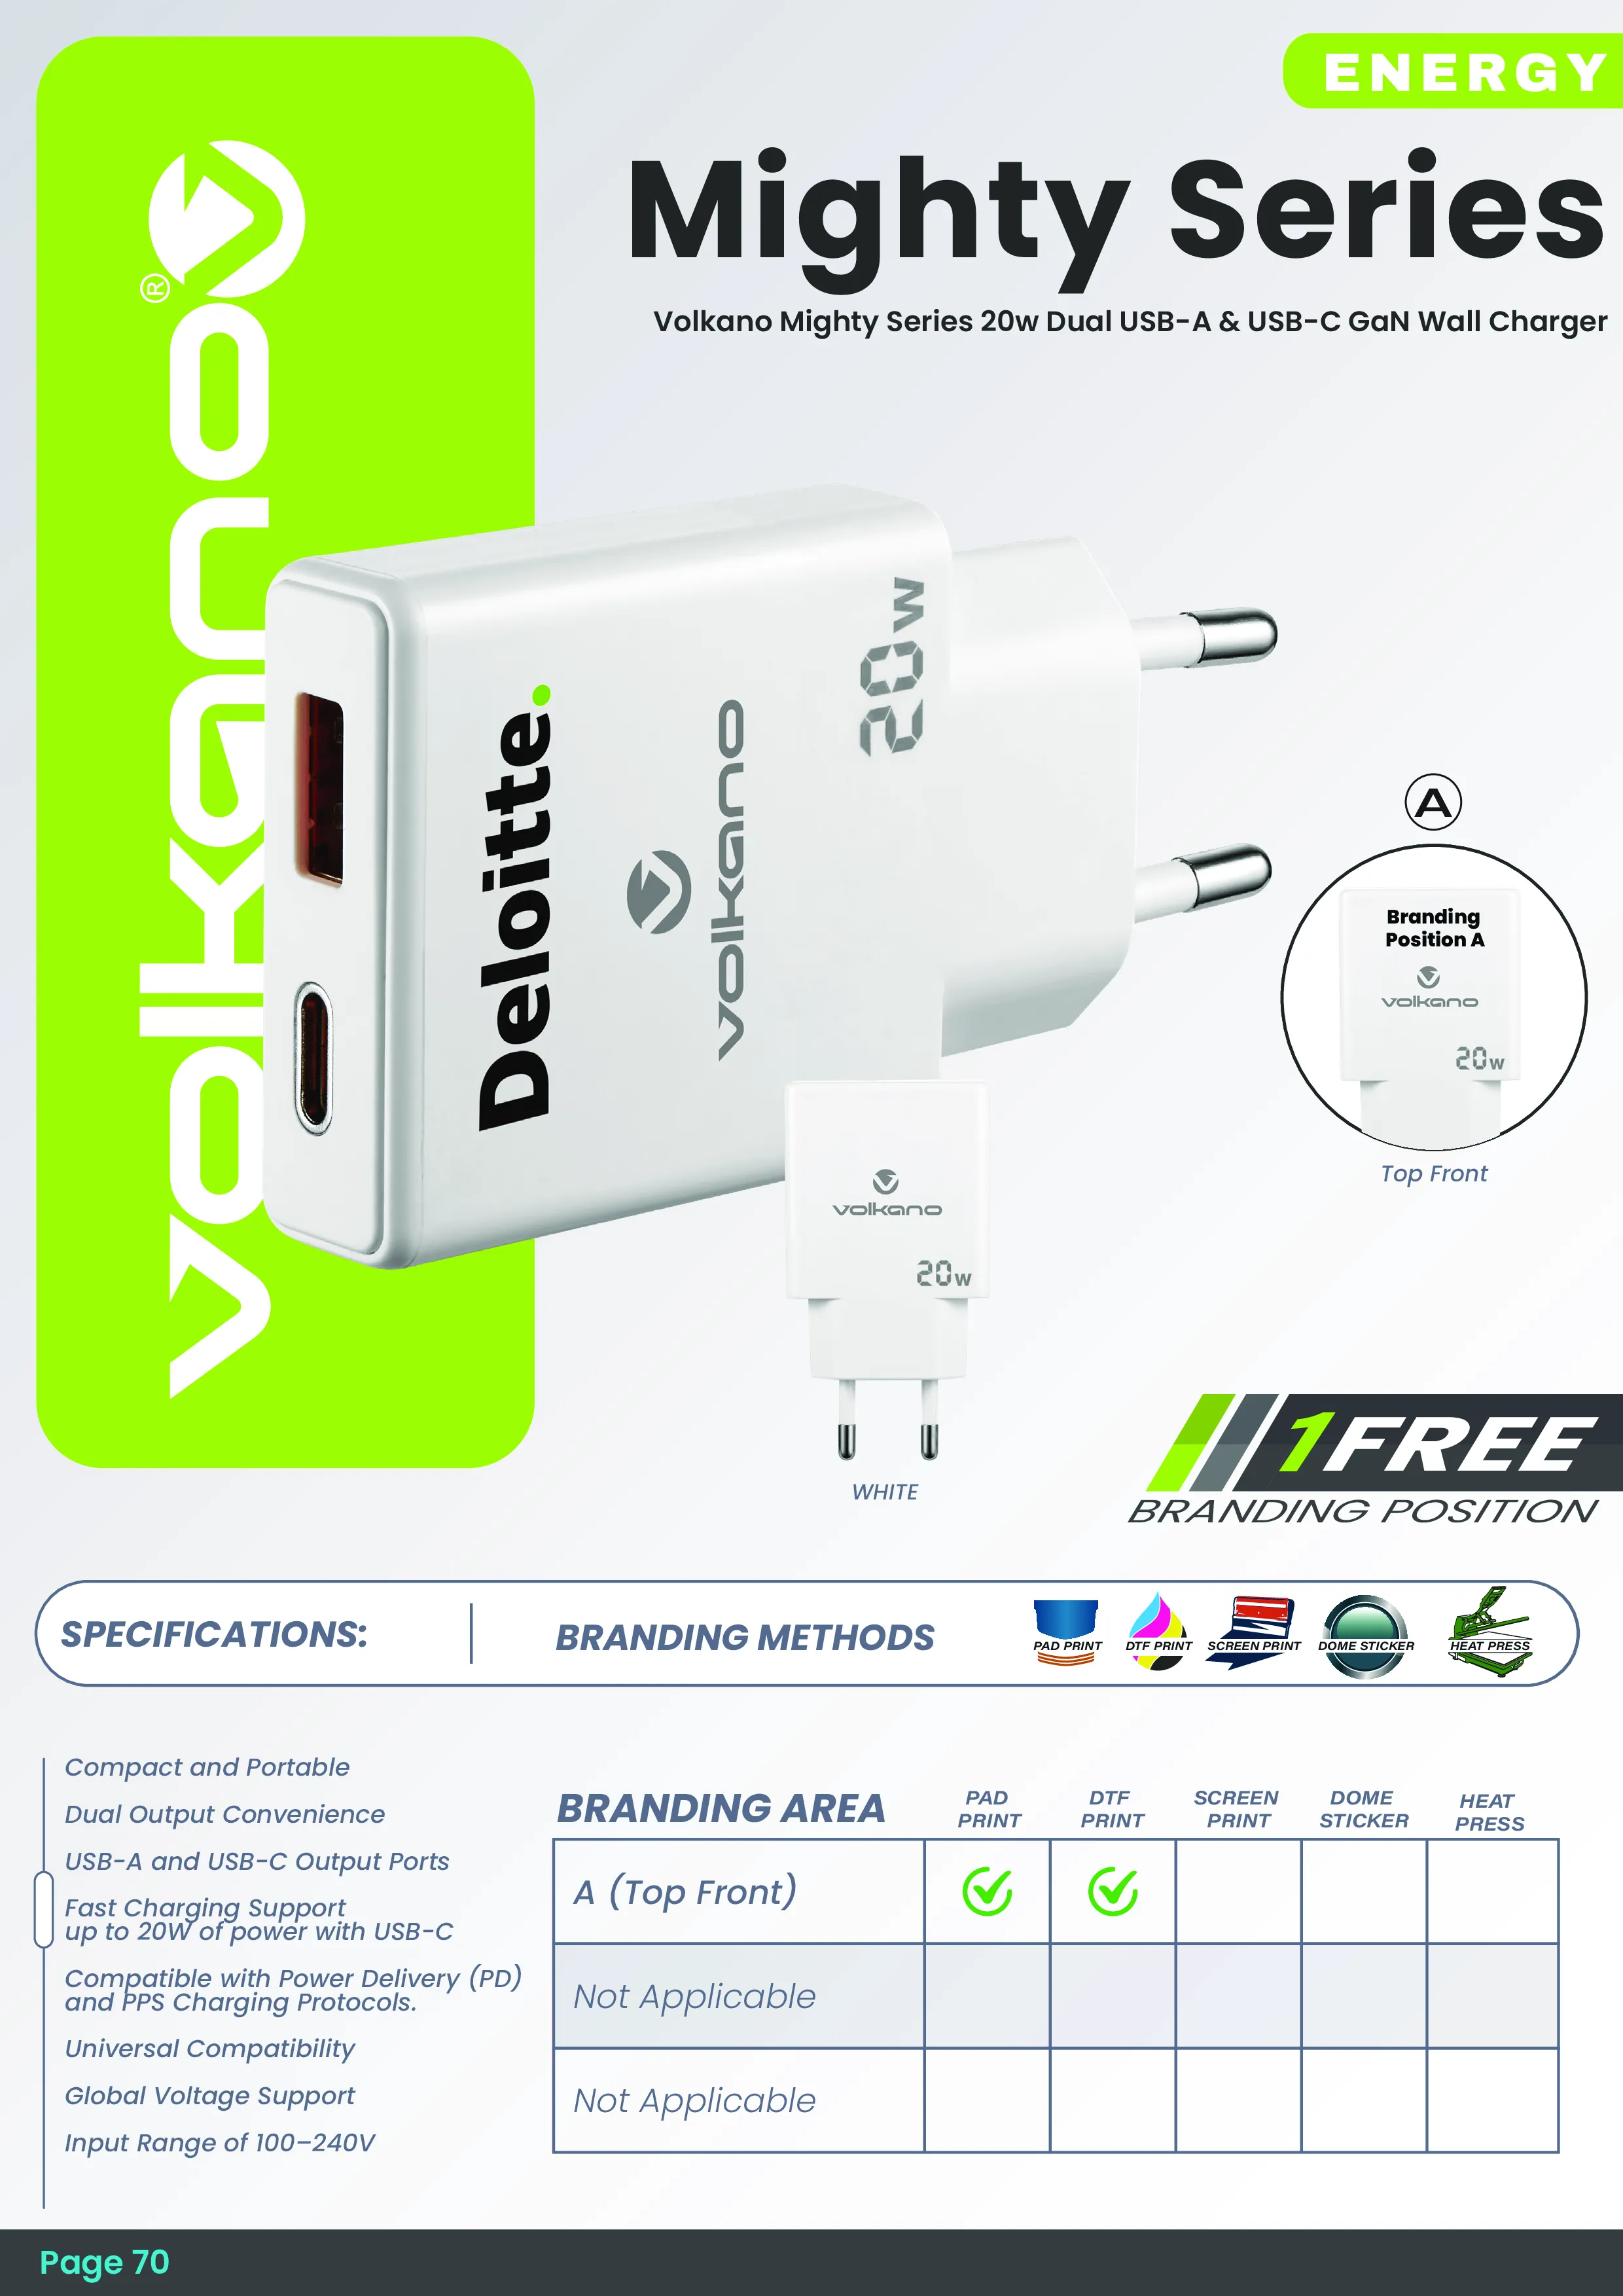 ENERGY
Mighty Series
Volkano Mighty Series 20w Dual USB-A & USB-C GaN Wall Charger
volkano®
Deloitte.
volkano
20w
A
Branding
Position A
volkano
20w
Top Front
volkano
20w
WHITE
1FREE
BRANDING POSITION
SPECIFICATIONS:
BRANDING METHODS
PAD PRINT
DTF PRINT
SCREEN PRINT
DOME STICKER
HEAT PRESS
Compact and Portable
Dual Output Convenience
USB-A and USB-C Output Ports
Fast Charging Support
up to 20W of power with USB-C
Compatible with Power Delivery (PD)
and PPS Charging Protocols.
Universal Compatibility
Global Voltage Support
Input Range of 100–240V
BRANDING AREA
PAD
PRINT
DTF
PRINT
SCREEN
PRINT
DOME
STICKER
HEAT
PRESS
A (Top Front)
Not Applicable
Not Applicable
Page 70